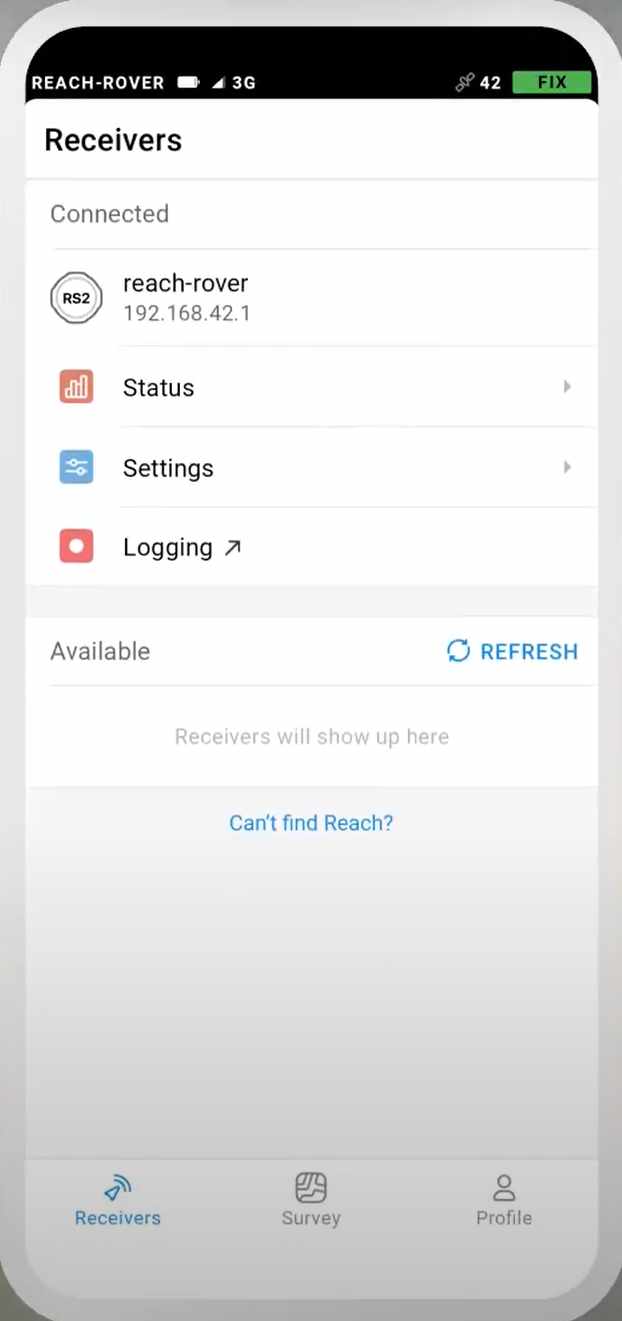 REACH-ROVER 3G 42 FIX
Receivers
Connected
RS2
reach-rover
192.168.42.1
Status
Settings
Logging
Available
REFRESH
Receivers will show up here
Can't find Reach?
Receivers
Survey
Profile